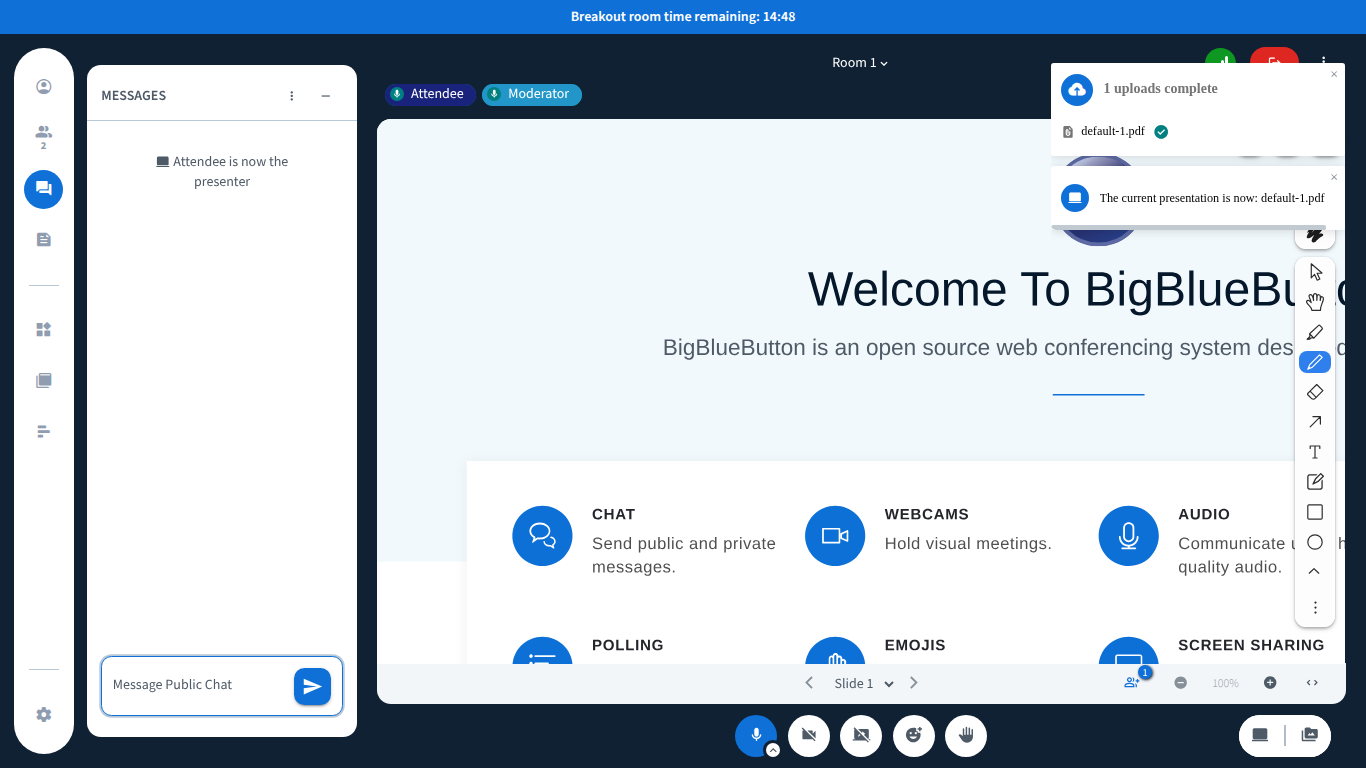 Breakout room time remaining: 14:48
Room 1
MESSAGES
Attendee
Moderator
1 uploads complete
default-1.pdf
The current presentation is now: default-1.pdf
2
Attendee is now the
presenter
Welcome To BigBlueBu
BigBlueButton is an open source web conferencing system des
CHAT
Send public and private
messages.
WEBCAMS
Hold visual meetings.
AUDIO
Communicate
quality audio.
POLLING
EMOJIS
SCREEN SHARING
Message Public Chat
Slide 1
1
100%